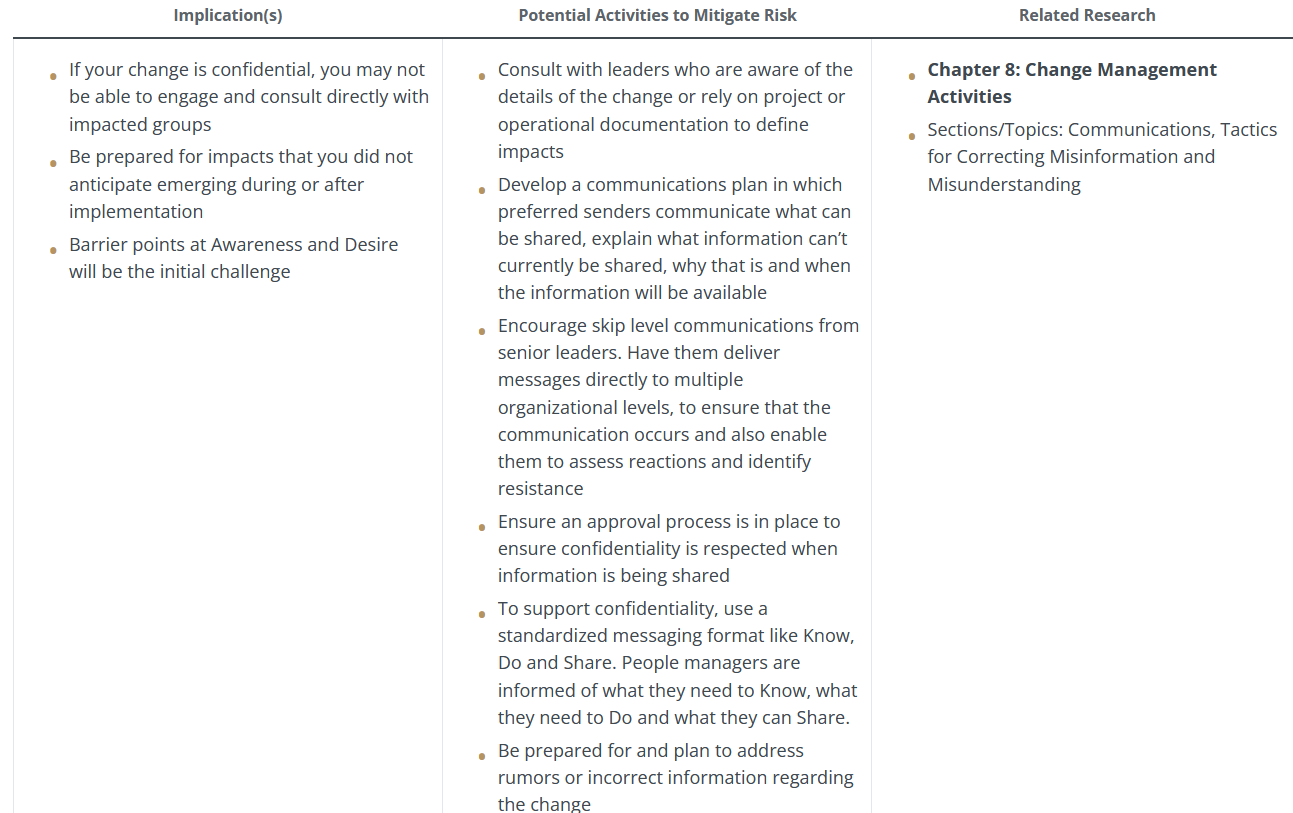 Implication(s)
Potential Activities to Mitigate Risk
Related Research
If your change is confidential, you may not
be able to engage and consult directly with
impacted groups
Be prepared for impacts that you did not
anticipate emerging during or after
implementation
Barrier points at Awareness and Desire
will be the initial challenge
Consult with leaders who are aware of the
details of the change or rely on project or
operational documentation to define
impacts
Develop a communications plan in which
preferred senders communicate what can
be shared, explain what information can’t
currently be shared, why that is and when
the information will be available
Encourage skip level communications from
senior leaders. Have them deliver
messages directly to multiple
organizational levels, to ensure that the
communication occurs and also enable
them to assess reactions and identify
resistance
Ensure an approval process is in place to
ensure confidentiality is respected when
information is being shared
To support confidentiality, use a
standardized messaging format like Know,
Do and Share. People managers are
informed of what they need to Know, what
they need to Do and what they can Share.
Be prepared for and plan to address
rumors or incorrect information regarding
the change
Chapter 8: Change Management
Activities
Sections/Topics: Communications, Tactics
for Correcting Misinformation and
Misunderstanding